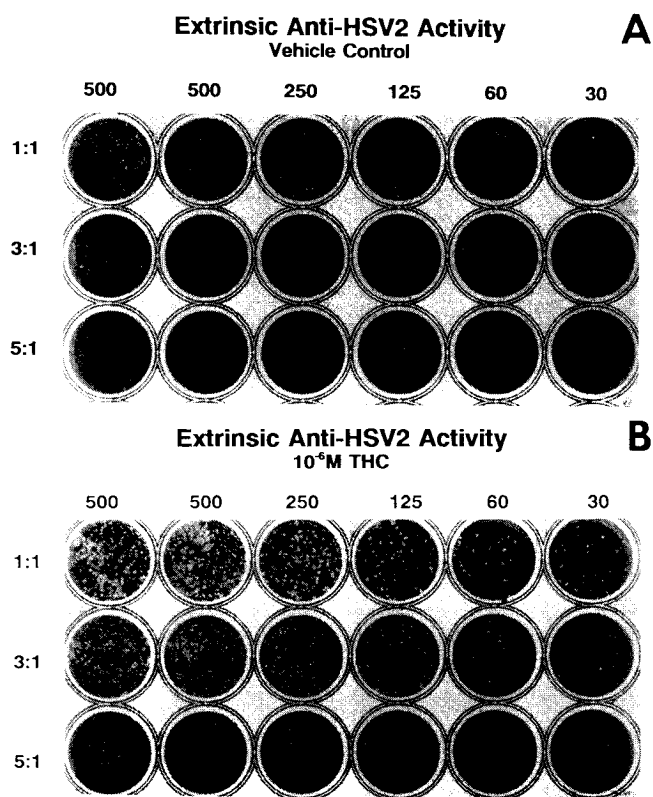 Extrinsic Anti-HSV2 Activity A
Vehicle Control
500 500 250 125 60 30
1:1
3:1
5:1
Extrinsic Anti-HSV2 Activity B
10⁻⁶M THC
500 500 250 125 60 30
1:1
3:1
5:1